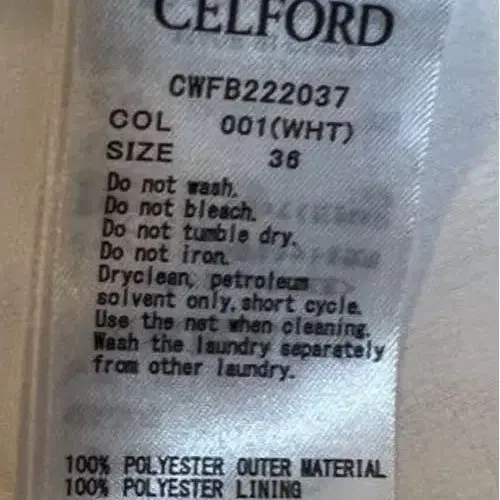 CELFORD
CWFB222037
COL 001(WHT)
SIZE 36
Do not wash.
Do not bleach.
Do not tumble dry.
Do not iron.
Dryclean, petroleum
solvent only, short cycle.
Use the net when cleaning.
Wash the laundry separately
from other laundry.
100% POLYESTER OUTER MATERIAL
100% POLYESTER LINING